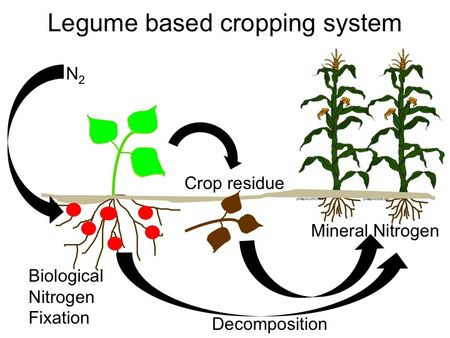 Legume based cropping system
N₂
Crop residue
Mineral Nitrogen
Biological
Nitrogen
Fixation
Decomposition